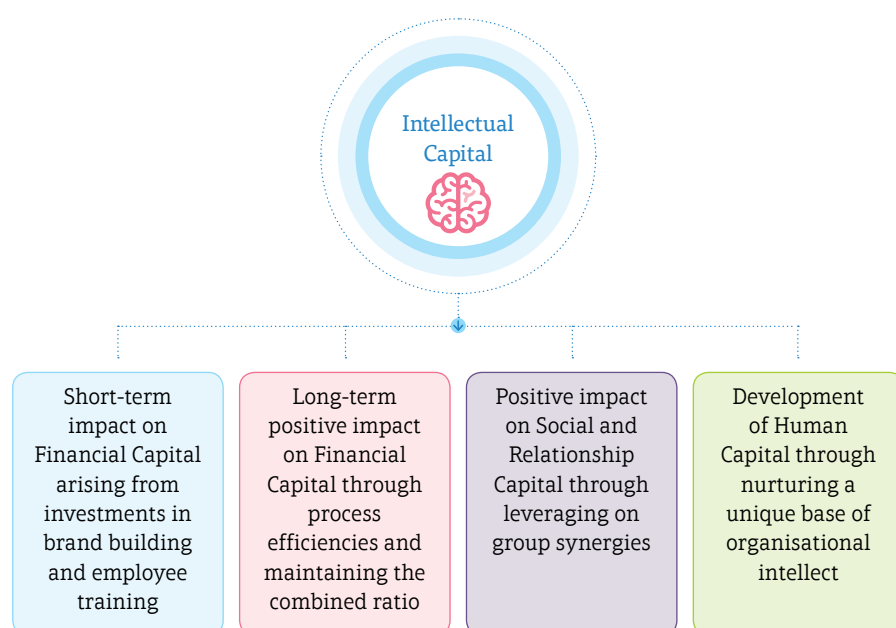 Intellectual
Capital
Short-term
impact on
Financial Capital
arising from
investments in
brand building
and employee
training
Long-term
positive impact
on Financial
Capital through
process
efficiencies and
maintaining the
combined ratio
Positive impact
on Social and
Relationship
Capital through
leveraging on
group synergies
Development
of Human
Capital through
nurturing a
unique base of
organisational
intellect